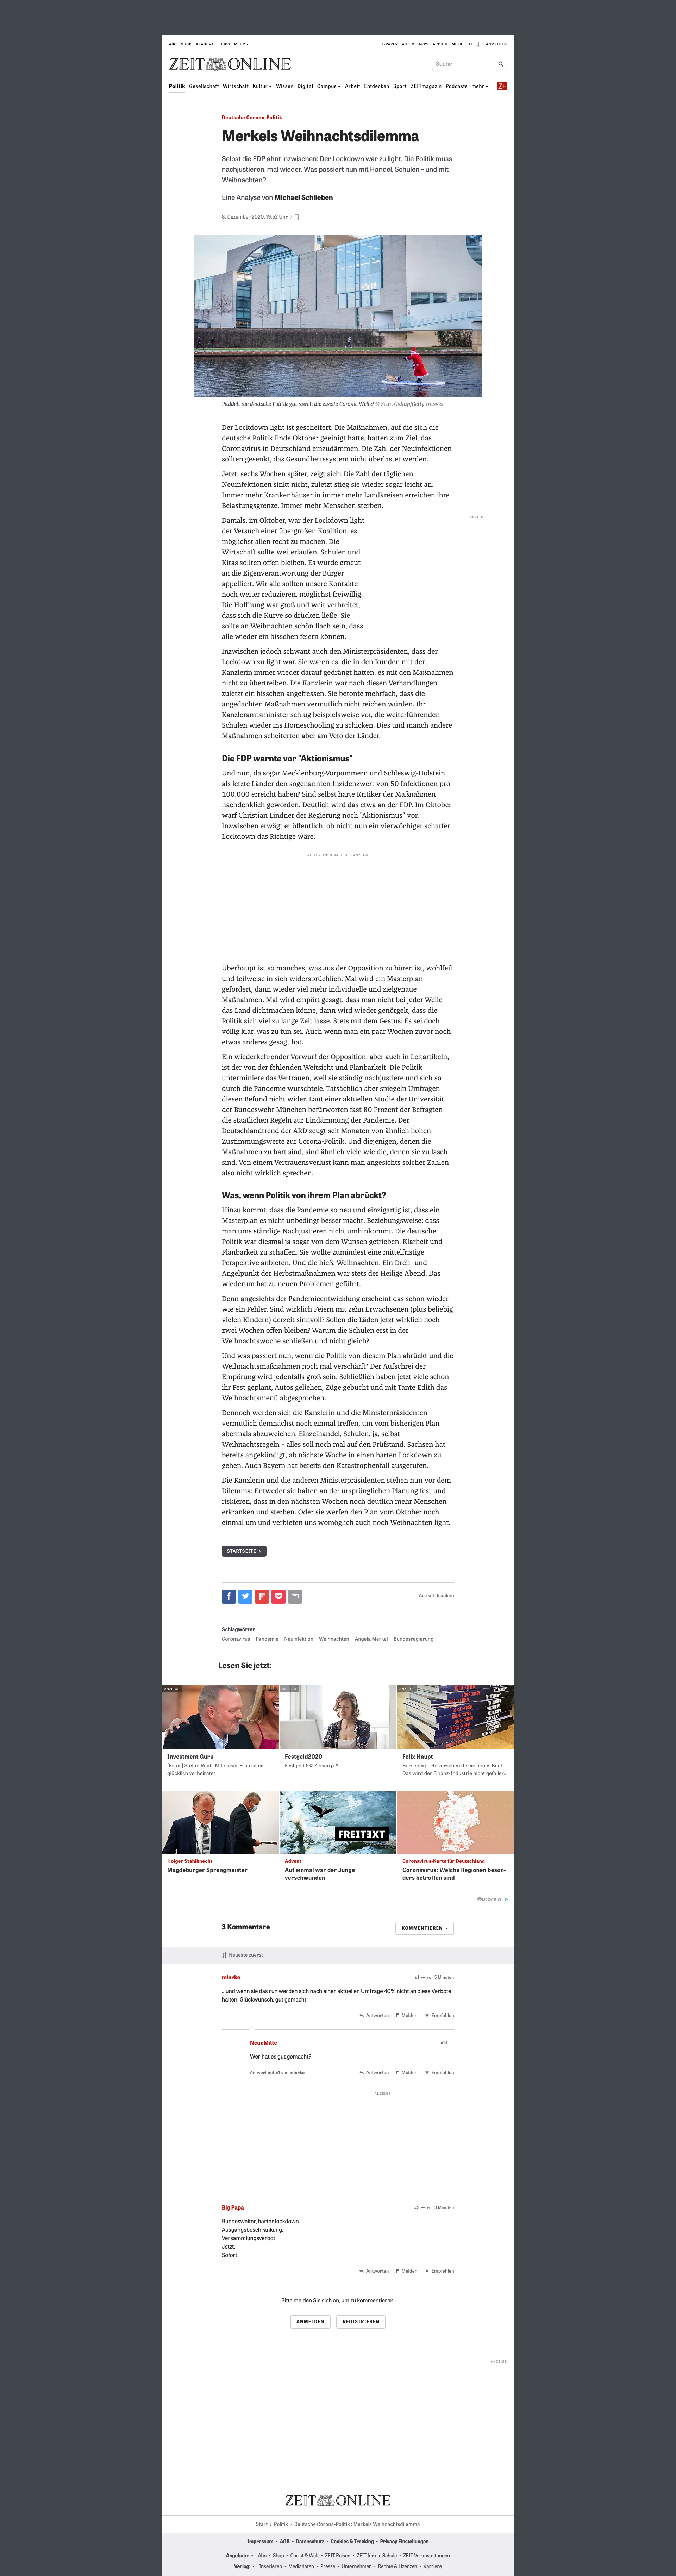 ABO SHOP AKADEMIE JOBS MEHR
E-PAPER AUDIO APPS ARCHIV MERKLISTE ANMELDEN
ZEIT ONLINE
Suche
Politik Gesellschaft Wirtschaft Kultur Wissen Digital Campus Arbeit Entdecken Sport ZEITmagazin Podcasts mehr Z+
Deutsche Corona-Politik
Merkels Weihnachtsdilemma
Selbst die FDP ahnt inzwischen: Der Lockdown war zu light. Die Politik muss
nachjustieren, mal wieder. Was passiert nun mit Handel, Schulen – und mit
Weihnachten?
Eine Analyse von Michael Schlieben
8. Dezember 2020, 19:52 Uhr
Paddelt die deutsche Politik gut durch die zweite Corona-Welle? © Sean Gallup/Getty Images
Der Lockdown light ist gescheitert. Die Maßnahmen, auf die sich die
deutsche Politik Ende Oktober geeinigt hatte, hatten zum Ziel, das
Coronavirus in Deutschland einzudämmen. Die Zahl der Neuinfektionen
sollten gesenkt, das Gesundheitssystem nicht überlastet werden.
Jetzt, sechs Wochen später, zeigt sich: Die Zahl der täglichen
Neuinfektionen sinkt nicht, zuletzt stieg sie wieder sogar leicht an.
Immer mehr Krankenhäuser in immer mehr Landkreisen erreichen ihre
Belastungsgrenze. Immer mehr Menschen sterben.
ANZEIGE
Damals, im Oktober, war der Lockdown light
der Versuch einer übergroßen Koalition, es
möglichst allen recht zu machen. Die
Wirtschaft sollte weiterlaufen, Schulen und
Kitas sollten offen bleiben. Es wurde erneut
an die Eigenverantwortung der Bürger
appelliert. Wir alle sollten unsere Kontakte
noch weiter reduzieren, möglichst freiwillig.
Die Hoffnung war groß und weit verbreitet,
dass sich die Kurve so drücken ließe. Sie
sollte an Weihnachten schön flach sein, dass
alle wieder ein bisschen feiern können.
Inzwischen jedoch schwant auch den Ministerpräsidenten, dass der
Lockdown zu light war. Sie waren es, die in den Runden mit der
Kanzlerin immer wieder darauf gedrängt hatten, es mit den Maßnahmen
nicht zu übertreiben. Die Kanzlerin war nach diesen Verhandlungen
zuletzt ein bisschen angefressen. Sie betonte mehrfach, dass die
angedachten Maßnahmen vermutlich nicht reichen würden. Ihr
Kanzleramtsminister schlug beispielsweise vor, die weiterführenden
Schulen wieder ins Homeschooling zu schicken. Dies und manch andere
Maßnahmen scheiterten aber am Veto der Länder.
Die FDP warnte vor "Aktionismus"
Und nun, da sogar Mecklenburg-Vorpommern und Schleswig-Holstein
als letzte Länder den sogenannten Inzidenzwert von 50 Infektionen pro
100.000 erreicht haben? Sind selbst harte Kritiker der Maßnahmen
nachdenklich geworden. Deutlich wird das etwa an der FDP. Im Oktober
warf Christian Lindner der Regierung noch "Aktionismus" vor.
Inzwischen erwägt er öffentlich, ob nicht nun ein vierwöchiger scharfer
Lockdown das Richtige wäre.
WEITERLESEN NACH DER ANZEIGE
Überhaupt ist so manches, was aus der Opposition zu hören ist, wohlfeil
und teilweise in sich widersprüchlich. Mal wird ein Masterplan
gefordert, dann wieder viel mehr individuelle und zielgenaue
Maßnahmen. Mal wird empört gesagt, dass man nicht bei jeder Welle
das Land dichtmachen könne, dann wird wieder genörgelt, dass die
Politik sich viel zu lange Zeit lasse. Stets mit dem Gestus: Es sei doch
völlig klar, was zu tun sei. Auch wenn man ein paar Wochen zuvor noch
etwas anderes gesagt hat.
Ein wiederkehrender Vorwurf der Opposition, aber auch in Leitartikeln,
ist der von der fehlenden Weitsicht und Planbarkeit. Die Politik
unterminiere das Vertrauen, weil sie ständig nachjustierte und sich so
durch die Pandemie wurschtele. Tatsächlich aber spiegeln Umfragen
diesen Befund nicht wider. Laut einer aktuellen Studie der Universität
der Bundeswehr München befürworten fast 80 Prozent der Befragten
die staatlichen Regeln zur Eindämmung der Pandemie. Der
Deutschlandtrend der ARD zeugt seit Monaten von ähnlich hohen
Zustimmungswerte zur Corona-Politik. Und diejenigen, denen die
Maßnahmen zu hart sind, sind ähnlich viele wie die, denen sie zu lasch
sind. Von einem Vertrauensverlust kann man angesichts solcher Zahlen
also nicht wirklich sprechen.
Was, wenn Politik von ihrem Plan abrückt?
Hinzu kommt, dass die Pandemie so neu und einzigartig ist, dass ein
Masterplan es nicht unbedingt besser macht. Beziehungsweise: dass
man ums ständige Nachjustieren nicht umhinkommt. Die deutsche
Politik war diesmal ja sogar von dem Wunsch getrieben, Klarheit und
Planbarkeit zu schaffen. Sie wollte zumindest eine mittelfristige
Perspektive anbieten. Und die hieß: Weihnachten. Ein Dreh- und
Angelpunkt der Herbstmaßnahmen war stets der Heilige Abend. Das
wiederum hat zu neuen Problemen geführt.
Denn angesichts der Pandemieentwicklung erscheint das schon wieder
wie ein Fehler. Sind wirklich Feiern mit zehn Erwachsenen (plus beliebig
vielen Kindern) derzeit sinnvoll? Sollen die Läden jetzt wirklich noch
zwei Wochen offen bleiben? Warum die Schulen erst in der
Weihnachtswoche schließen und nicht gleich?
Und was passiert nun, wenn die Politik von diesem Plan abrückt und die
Weihnachtsmaßnahmen noch mal verschärft? Der Aufschrei der
Empörung wird jedenfalls groß sein. Schließlich haben jetzt viele schon
ihr Fest geplant, Autos geliehen, Züge gebucht und mit Tante Edith das
Weihnachtsmenü abgesprochen.
Dennoch werden sich die Kanzlerin und die Ministerpräsidenten
vermutlich demnächst noch einmal treffen, um vom bisherigen Plan
abermals abzuweichen. Einzelhandel, Schulen, ja, selbst
Weihnachtsregeln – alles soll noch mal auf den Prüfstand. Sachsen hat
bereits angekündigt, ab nächste Woche in einen harten Lockdown zu
gehen. Auch Bayern hat bereits den Katastrophenfall ausgerufen.
Die Kanzlerin und die anderen Ministerpräsidenten stehen nun vor dem
Dilemma: Entweder sie halten an der ursprünglichen Planung fest und
riskieren, dass in den nächsten Wochen noch deutlich mehr Menschen
erkranken und sterben. Oder sie werfen den Plan vom Oktober noch
einmal um und verbieten uns womöglich auch noch Weihnachten light.
STARTSEITE ›
Artikel drucken
Schlagwörter
Coronavirus Pandemie Neuinfektion Weihnachten Angela Merkel Bundesregierung
Lesen Sie jetzt:
ANZEIGE
ANZEIGE
ANZEIGE
FELIX HAUPT
Investment Guru
[Fotos] Stefan Raab: Mit dieser Frau ist er
glücklich verheiratet
Festgeld2020
Festgeld 6% Zinsen p.A
Felix Haupt
Börsenexperte verschenkt sein neues Buch.
Das wird der Finanz-Industrie nicht gefallen.
FREITEXT
Holger Stahlknecht
Magdeburger Sprengmeister
Advent
Auf einmal war der Junge
verschwunden
Coronavirus-Karte für Deutschland
Coronavirus: Welche Regionen beson-
ders betroffen sind
outbrain
3 Kommentare
KOMMENTIEREN ›
Neueste zuerst
mlorke
#1 — vor 5 Minuten
...und wenn sie das run werden sich nach einer aktuellen Umfrage 40% nicht an diese Verbote
halten. Glückwunsch, gut gemacht
Antworten Melden Empfehlen
NeueMitte
#1.1 —
Wer hat es gut gemacht?
Antwort auf #1 von mlorke
Antworten Melden Empfehlen
ANZEIGE
Big Papa
#2 — vor 3 Minuten
Bundesweiter, harter lockdown.
Ausgangsbeschränkung.
Versammlungsverbot.
Jetzt.
Sofort.
Antworten Melden Empfehlen
Bitte melden Sie sich an, um zu kommentieren.
ANMELDEN REGISTRIEREN
ANZEIGE
ZEIT ONLINE
Start › Politik › Deutsche Corona-Politik : Merkels Weihnachtsdilemma
Impressum • AGB • Datenschutz • Cookies & Tracking • Privacy Einstellungen
Angebote: • Abo • Shop • Christ & Welt • ZEIT Reisen • ZEIT für die Schule • ZEIT Veranstaltungen
Verlag: • Inserieren • Mediadaten • Presse • Unternehmen • Rechte & Lizenzen • Karriere